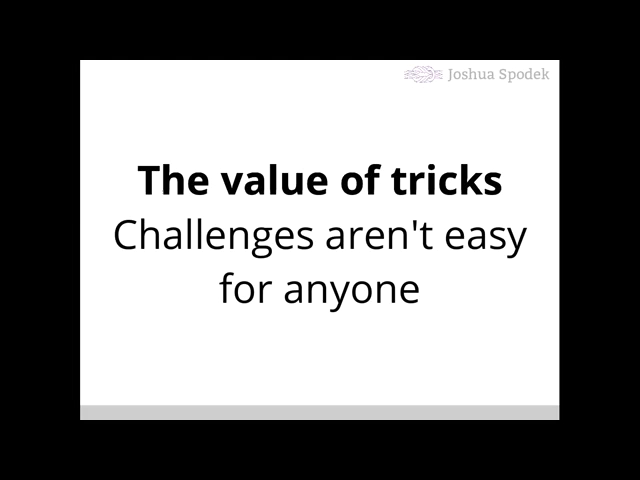 Joshua Spodek
The value of tricks
Challenges aren't easy
for anyone